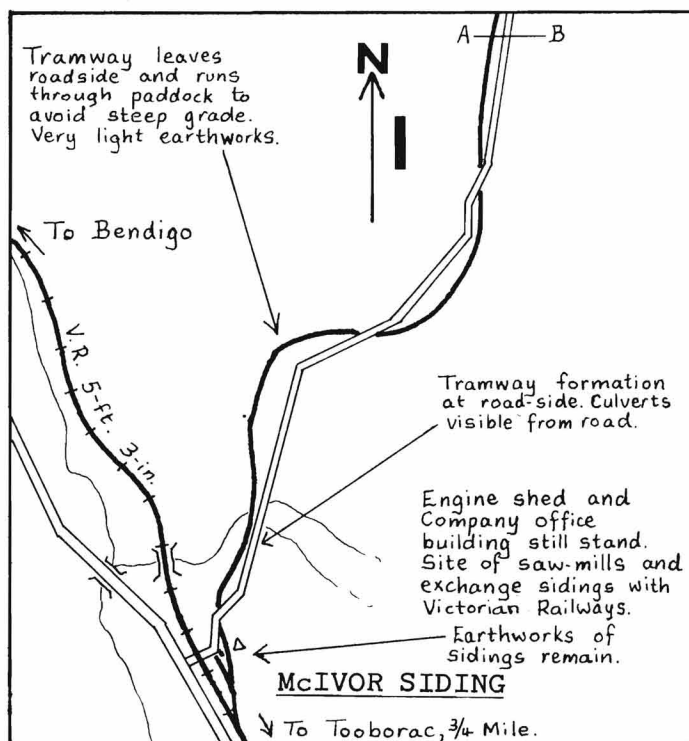 A B
Tramway leaves
roadside and runs
through paddock to
avoid steep grade.
Very light earthworks.
N
I
To Bendigo
V.R. 5-ft. 3-in.
Tramway formation
at road-side. Culverts
visible from road.
Engine shed and
Company office
building still stand.
Site of saw-mills and
exchange sidings with
Victorian Railways.
Earthworks of
sidings remain.
McIVOR SIDING
To Tooborac, ¾ Mile.